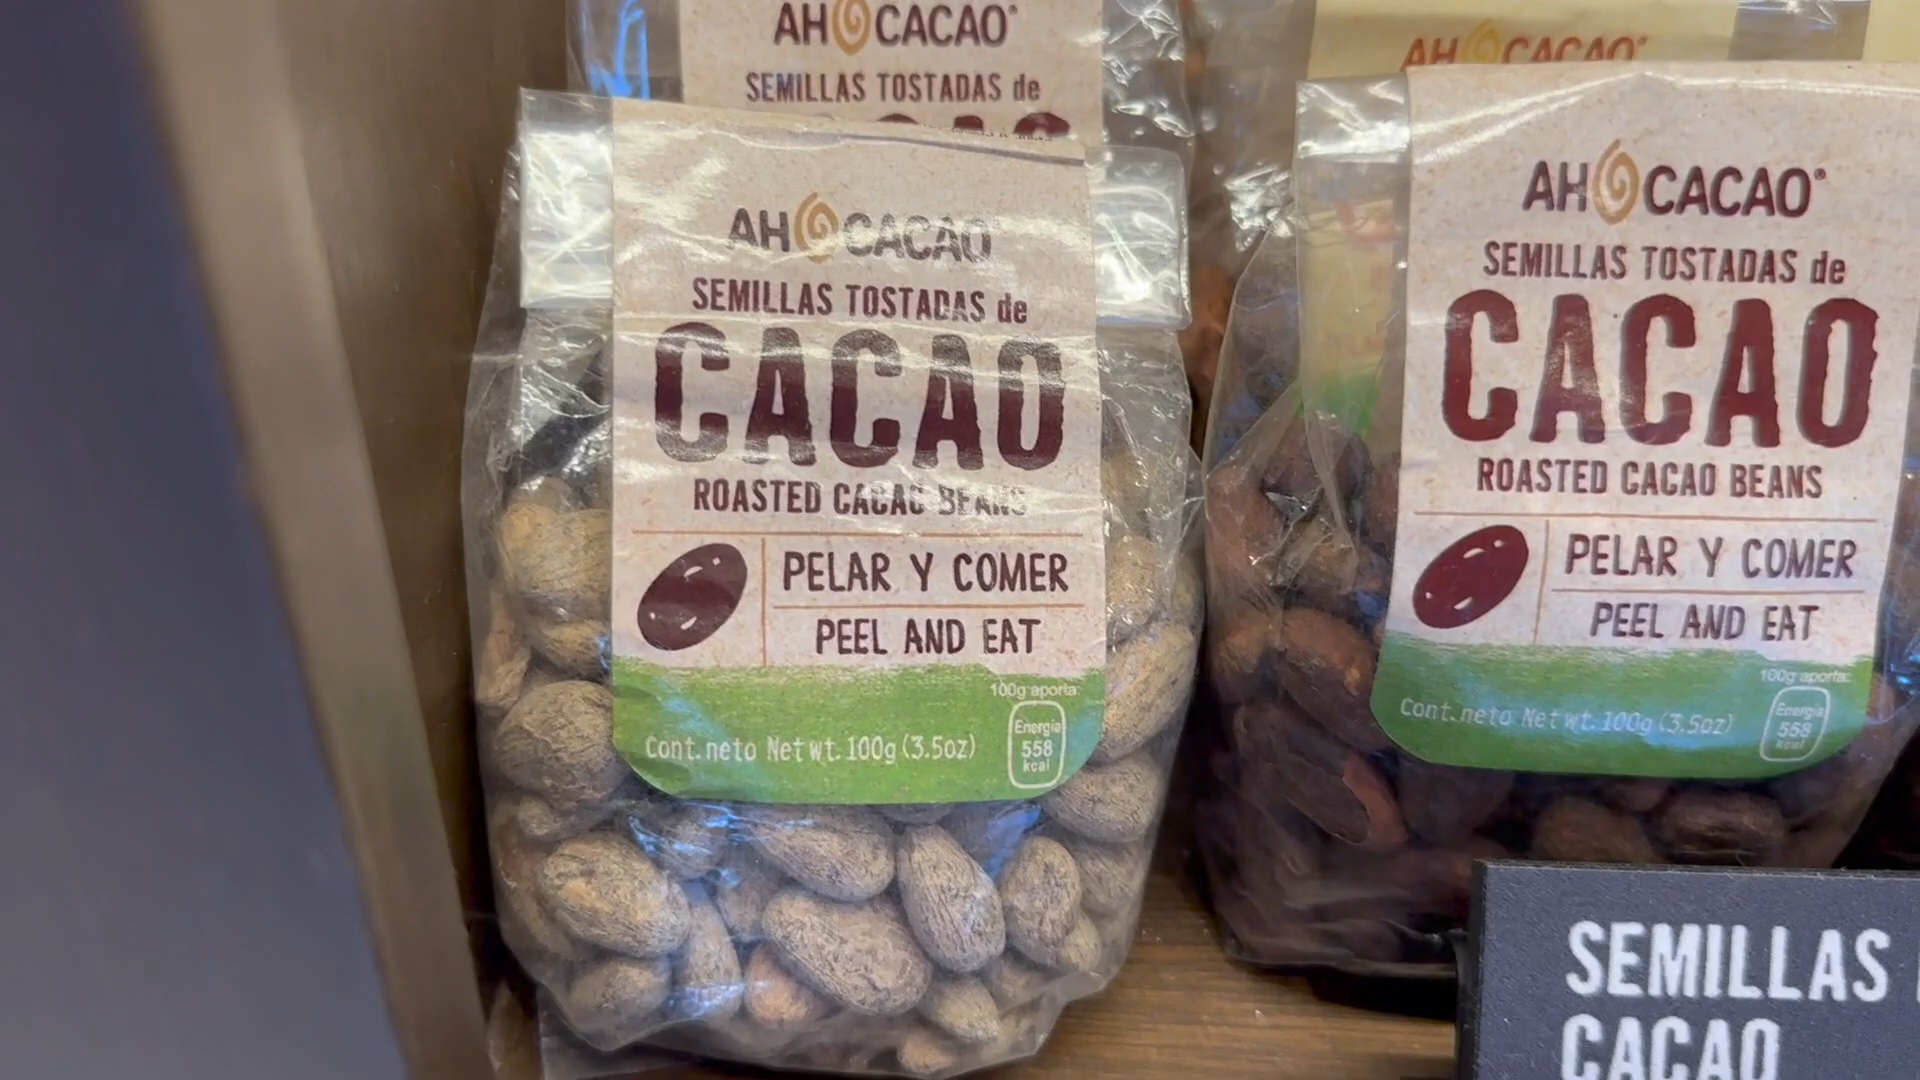 AH CACAO®
SEMILLAS TOSTADAS de
AH CACAO®
SEMILLAS TOSTADAS de
CACAO
ROASTED CACAO BEANS
PELAR Y COMER
PEEL AND EAT
100g aporta:
Cont. neto Net wt. 100g (3.5oz)
Energía
558
kcal
AH CACAO®
AH CACAO®
SEMILLAS TOSTADAS de
CACAO
ROASTED CACAO BEANS
PELAR Y COMER
PEEL AND EAT
100g aporta:
Cont. neto Net wt. 100g (3.5oz)
Energía
558
kcal
SEMILLAS
CACAO